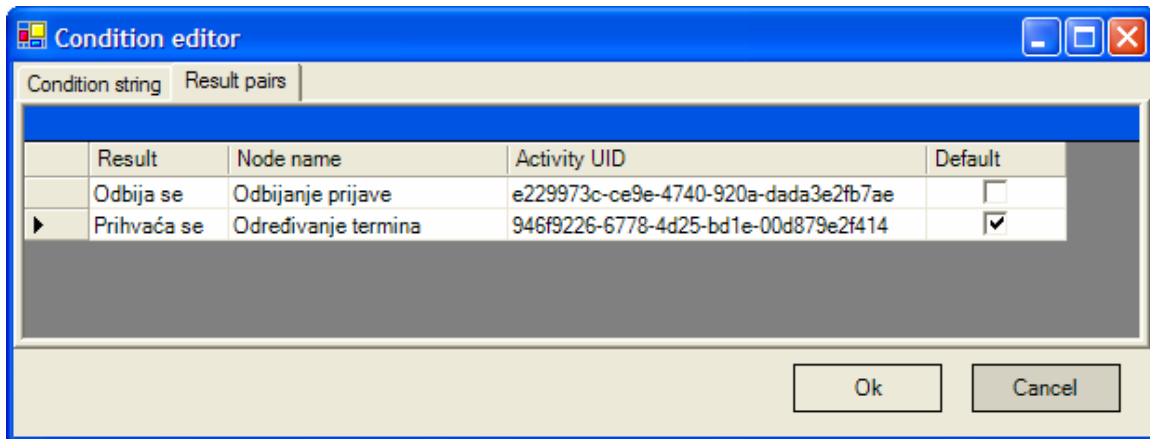 Condition editor
Condition string Result pairs
Result Node name Activity UID Default
Odbija se Odbijanje prijave e229973c-ce9e-4740-920a-dada3e2fb7ae
Prihvaća se Određivanje termina 946f9226-6778-4d25-bd1e-00d879e2f414
Ok Cancel